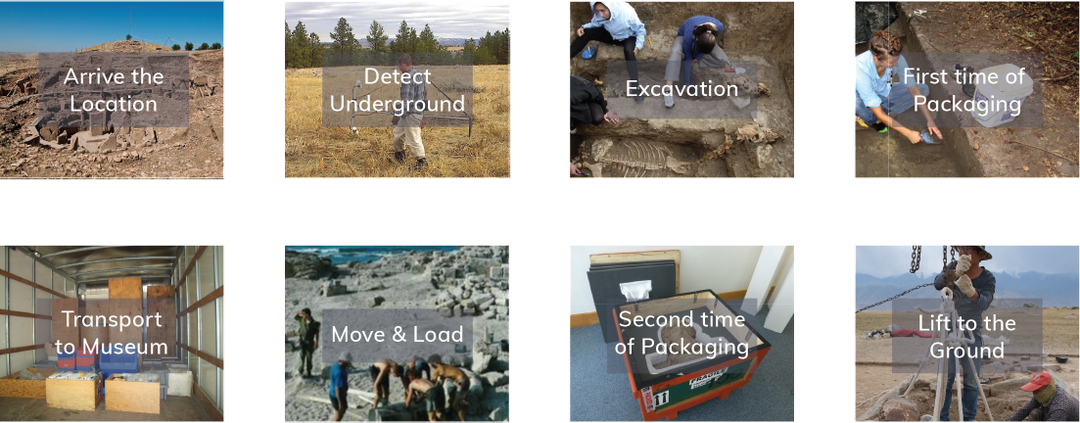 Arrive the
Location
Detect
Underground
Excavation
First time of
Packaging
Transport
to Museum
Move & Load
Second time
of Packaging
Lift to the
Ground
FRAGILE